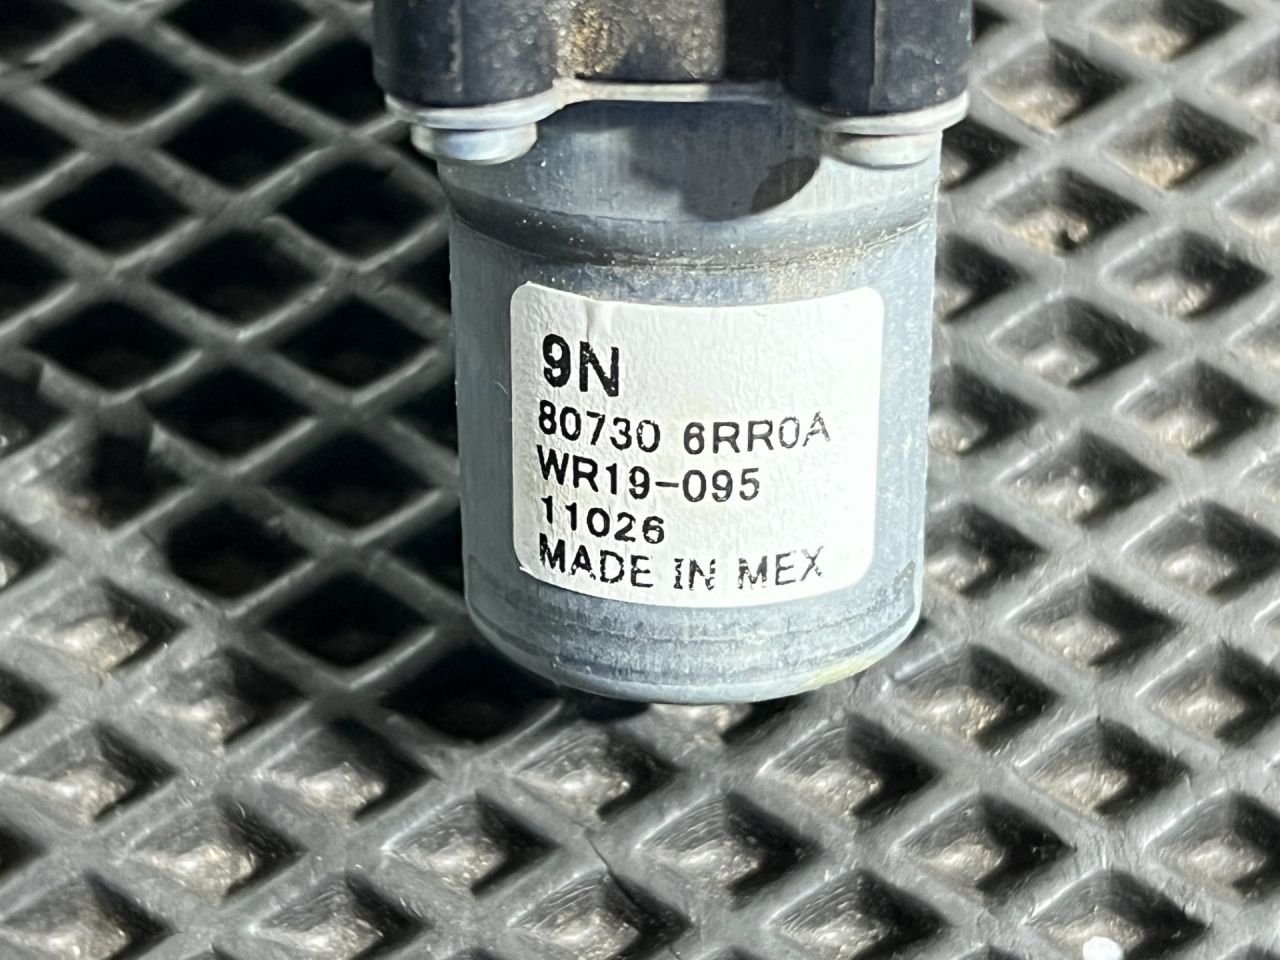 9N
80730 6RR0A
WR19-095
11026
MADE IN MEX